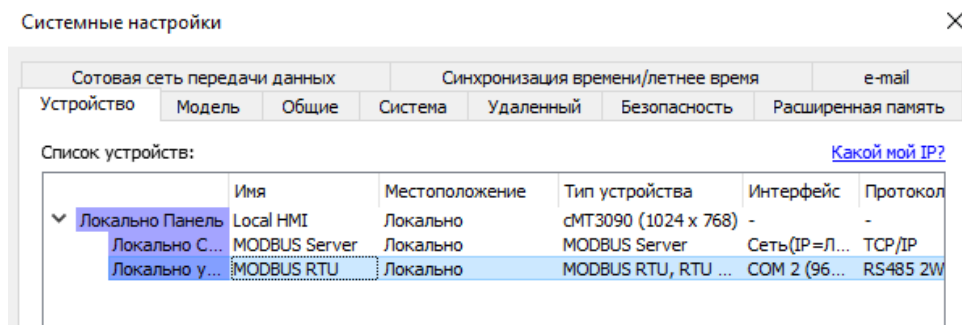 Системные настройки
Сотовая сеть передачи данных Синхронизация времени/летнее время e-mail
Устройство Модель Общие Система Удаленный Безопасность Расширенная память
Список устройств: Какой мой IP?
Имя Местоположение Тип устройства Интерфейс Протокол
Локально Панель Local HMI Локально cMT3090 (1024 x 768) - -
Локально С... MODBUS Server Локально MODBUS Server Сеть(IP=Л... TCP/IP
Локально у... MODBUS RTU Локально MODBUS RTU, RTU ... COM 2 (96... RS485 2W